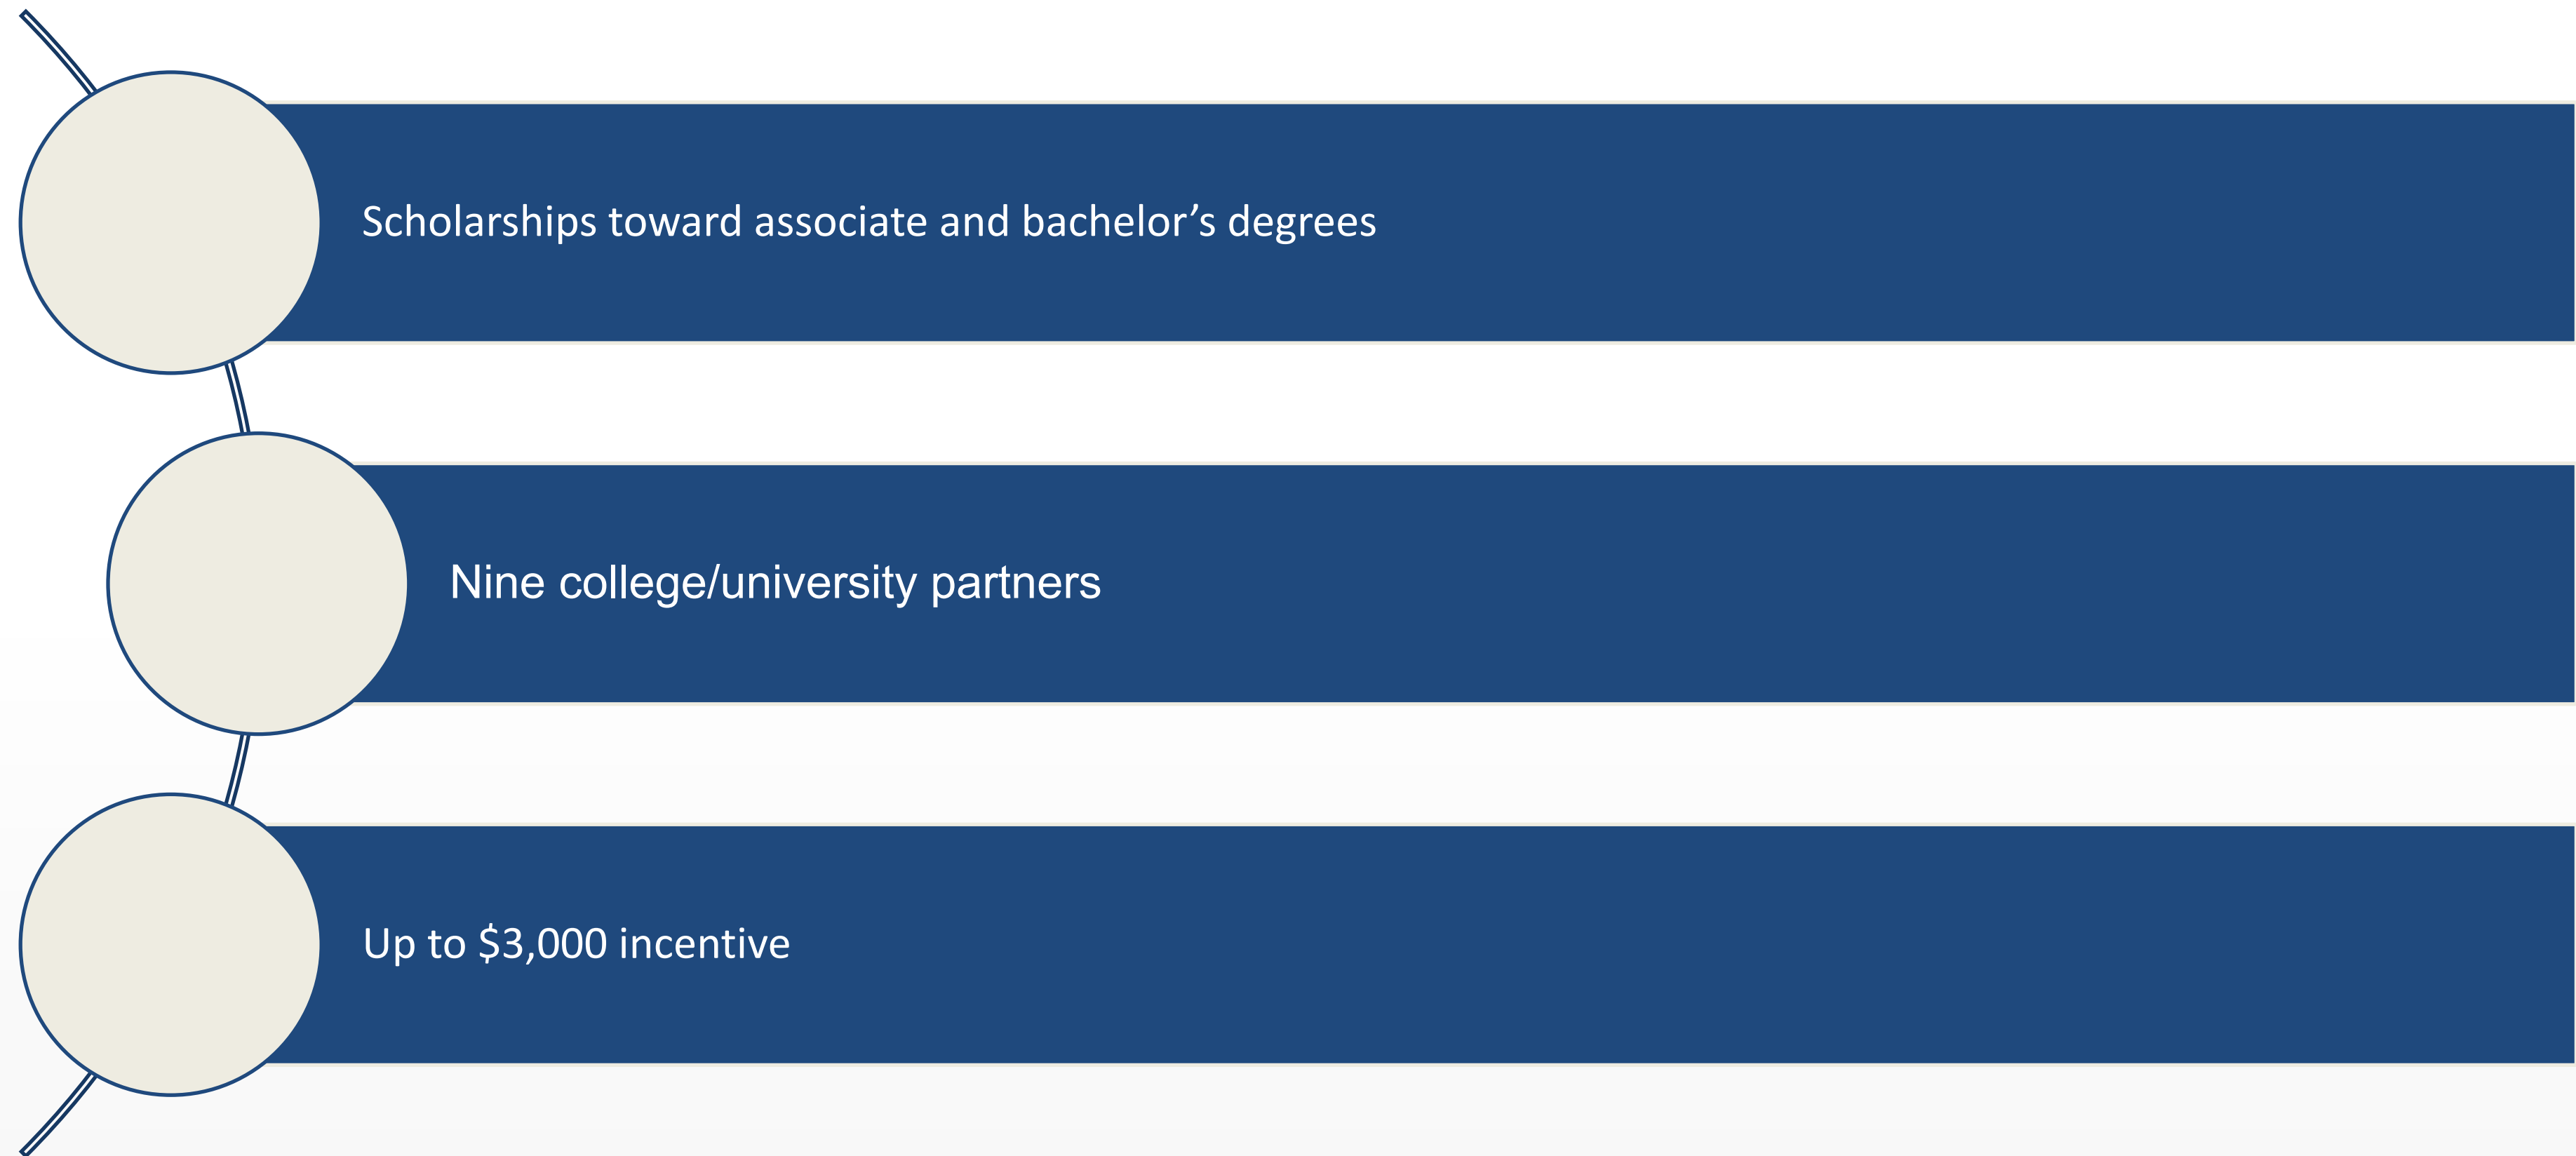 Scholarships toward associate and bachelor’s degrees
Nine college/university partners
Up to $3,000 incentive